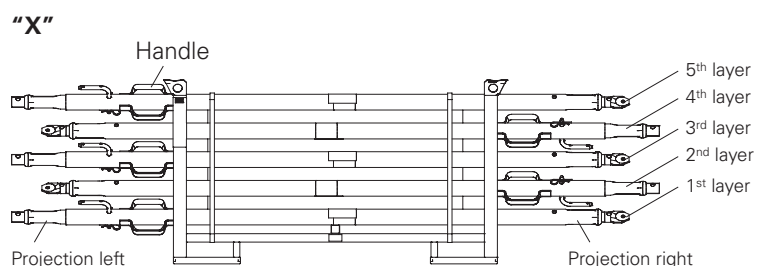 “X”
Handle
5th layer
4th layer
3rd layer
2nd layer
1st layer
Projection left
Projection right